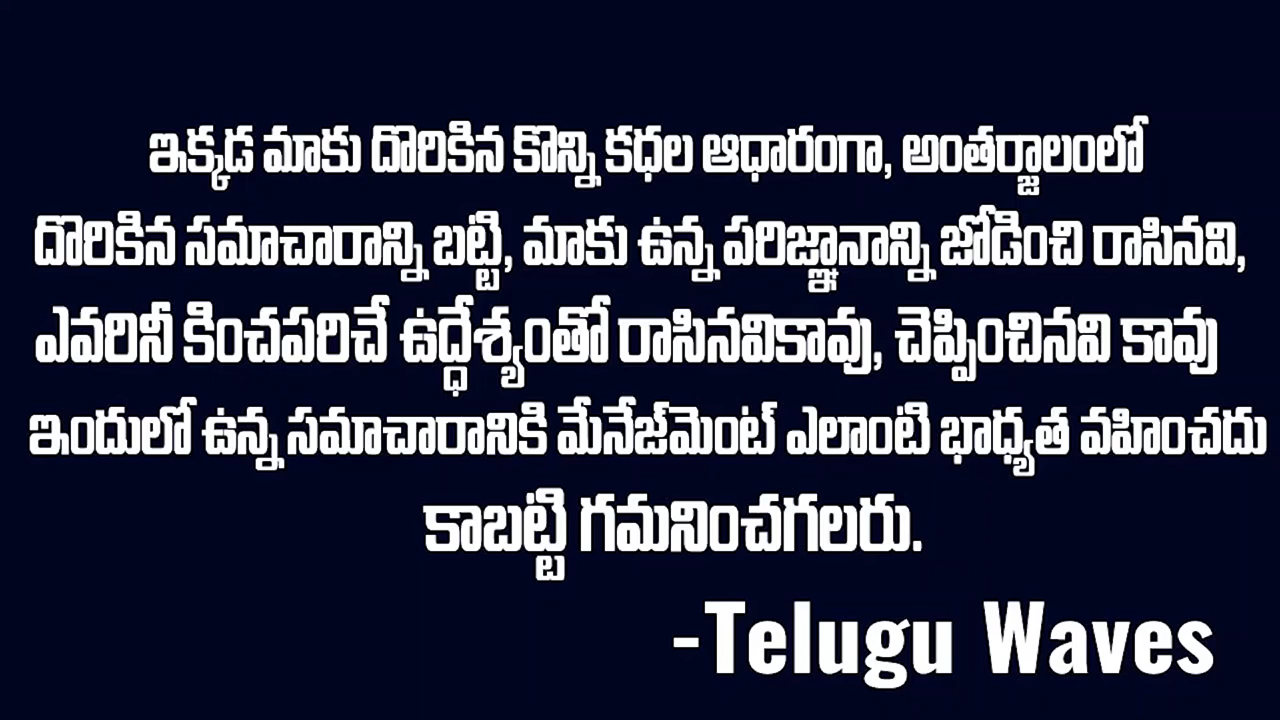 ఇక్కడ మాకు దొరికిన కొన్ని కధల ఆధారంగా, అంతర్జాలంలో
దొరికిన సమాచారాన్ని బట్టి, మాకు ఉన్న పరిజ్ఞానాన్ని జోడించి రాసినవి,
ఎవరినీ కించపరిచే ఉద్ధేశ్యంతో రాసినవికావు, చెప్పించినవి కావు
ఇందులో ఉన్న సమాచారానికి మేనేజ్‌మెంట్ ఎలాంటి భాధ్యత వహించదు
కాబట్టి గమనించగలరు.
-Telugu Waves